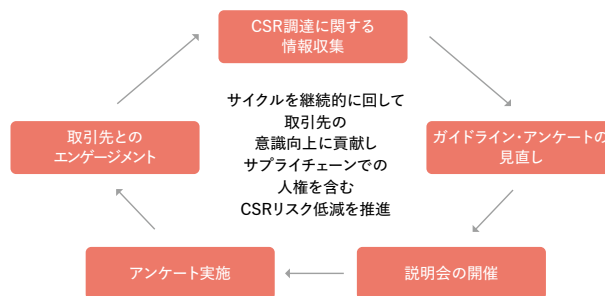 CSR調達に関する
情報収集
サイクルを継続的に回して
取引先の
意識向上に貢献し
サプライチェーンでの
人権を含む
CSRリスク低減を推進
取引先との
エンゲージメント
ガイドライン・アンケートの
見直し
アンケート実施
説明会の開催